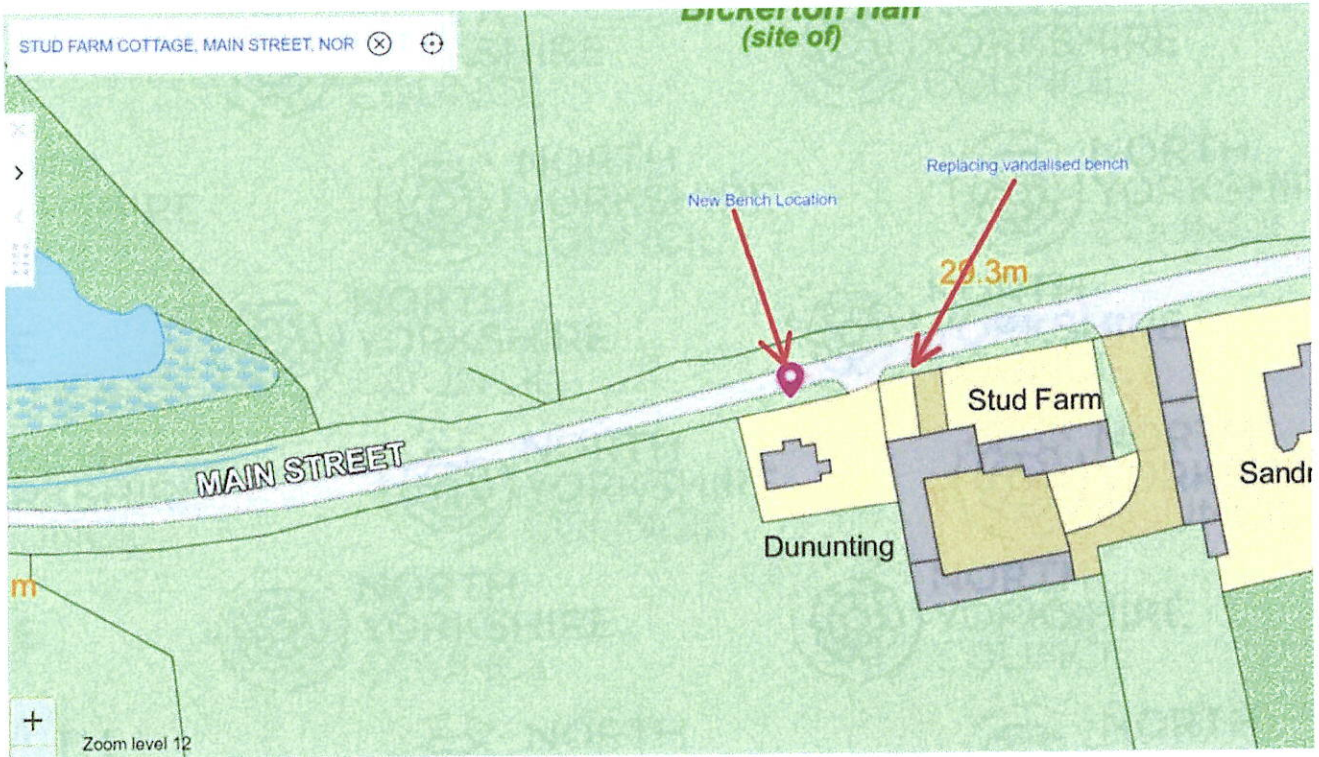 Bickerton Hall
(site of)
STUD FARM COTTAGE, MAIN STREET, NOR
Replacing vandalised bench
New Bench Location
29.3m
Stud Farm
MAIN STREET
Sandr
Dununting
m
+
Zoom level 12